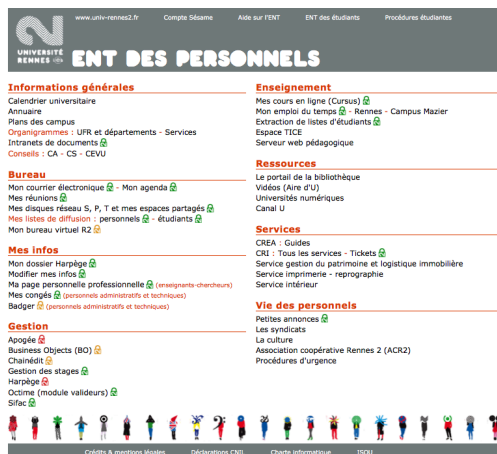 www.univ-rennes2.fr Compte Sésame Aide sur l'ENT ENT des étudiants Procédures étudiantes
UNIVERSITÉ
RENNES
ENT DES PERSONNELS
Informations générales
Calendrier universitaire
Annuaire
Plans des campus
Organigrammes : UFR et départements - Services
Intranets de documents
Conseils : CA - CS - CEVU
Bureau
Mon courrier électronique - Mon agenda
Mes réunions
Mes disques réseau S, P, T et mes espaces partagés
Mes listes de diffusion : personnels - étudiants
Mon bureau virtuel R2
Mes infos
Mon dossier Harpège
Modifier mes infos
Ma page personnelle professionnelle (enseignants-chercheurs)
Mes congés (personnels administratifs et techniques)
Badger (personnels administratifs et techniques)
Gestion
Apogée
Business Objects (BO)
Chainédit
Gestion des stages
Harpège
Octime (module valideurs)
Sifac
Enseignement
Mes cours en ligne (Cursus)
Mon emploi du temps - Rennes - Campus Mazier
Extraction de listes d'étudiants
Espace TICE
Serveur web pédagogique
Ressources
Le portail de la bibliothèque
Vidéos (Aire d'U)
Universités numériques
Canal U
Services
CREA : Guides
CRI : Tous les services - Tickets
Service gestion du patrimoine et logistique immobilière
Service imprimerie - reprographie
Service intérieur
Vie des personnels
Petites annonces
Les syndicats
La culture
Association coopérative Rennes 2 (ACR2)
Procédures d'urgence
Crédits & mentions légales Déclarations CNIL Charte informatique ISOU